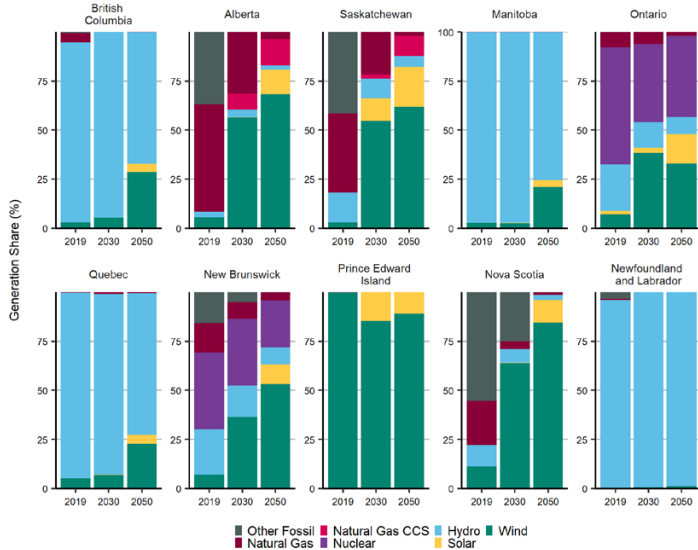 British
Columbia
Alberta
Saskatchewan
Manitoba
Ontario
100
75
50
25
0
75
50
25
0
75
50
25
0
100
75
50
25
0
75
50
25
0
2019 2030 2050
2019 2030 2050
2019 2030 2050
2019 2030 2050
2019 2030 2050
Generation Share (%)
Quebec
New Brunswick
Prince Edward
Island
Nova Scotia
Newfoundland
and Labrador
75
50
25
0
75
50
25
0
75
50
25
0
75
50
25
0
75
50
25
0
2019 2030 2050
2019 2030 2050
2019 2030 2050
2019 2030 2050
2019 2030 2050
Other Fossil Natural Gas CCS Hydro Wind
Natural Gas Nuclear Solar